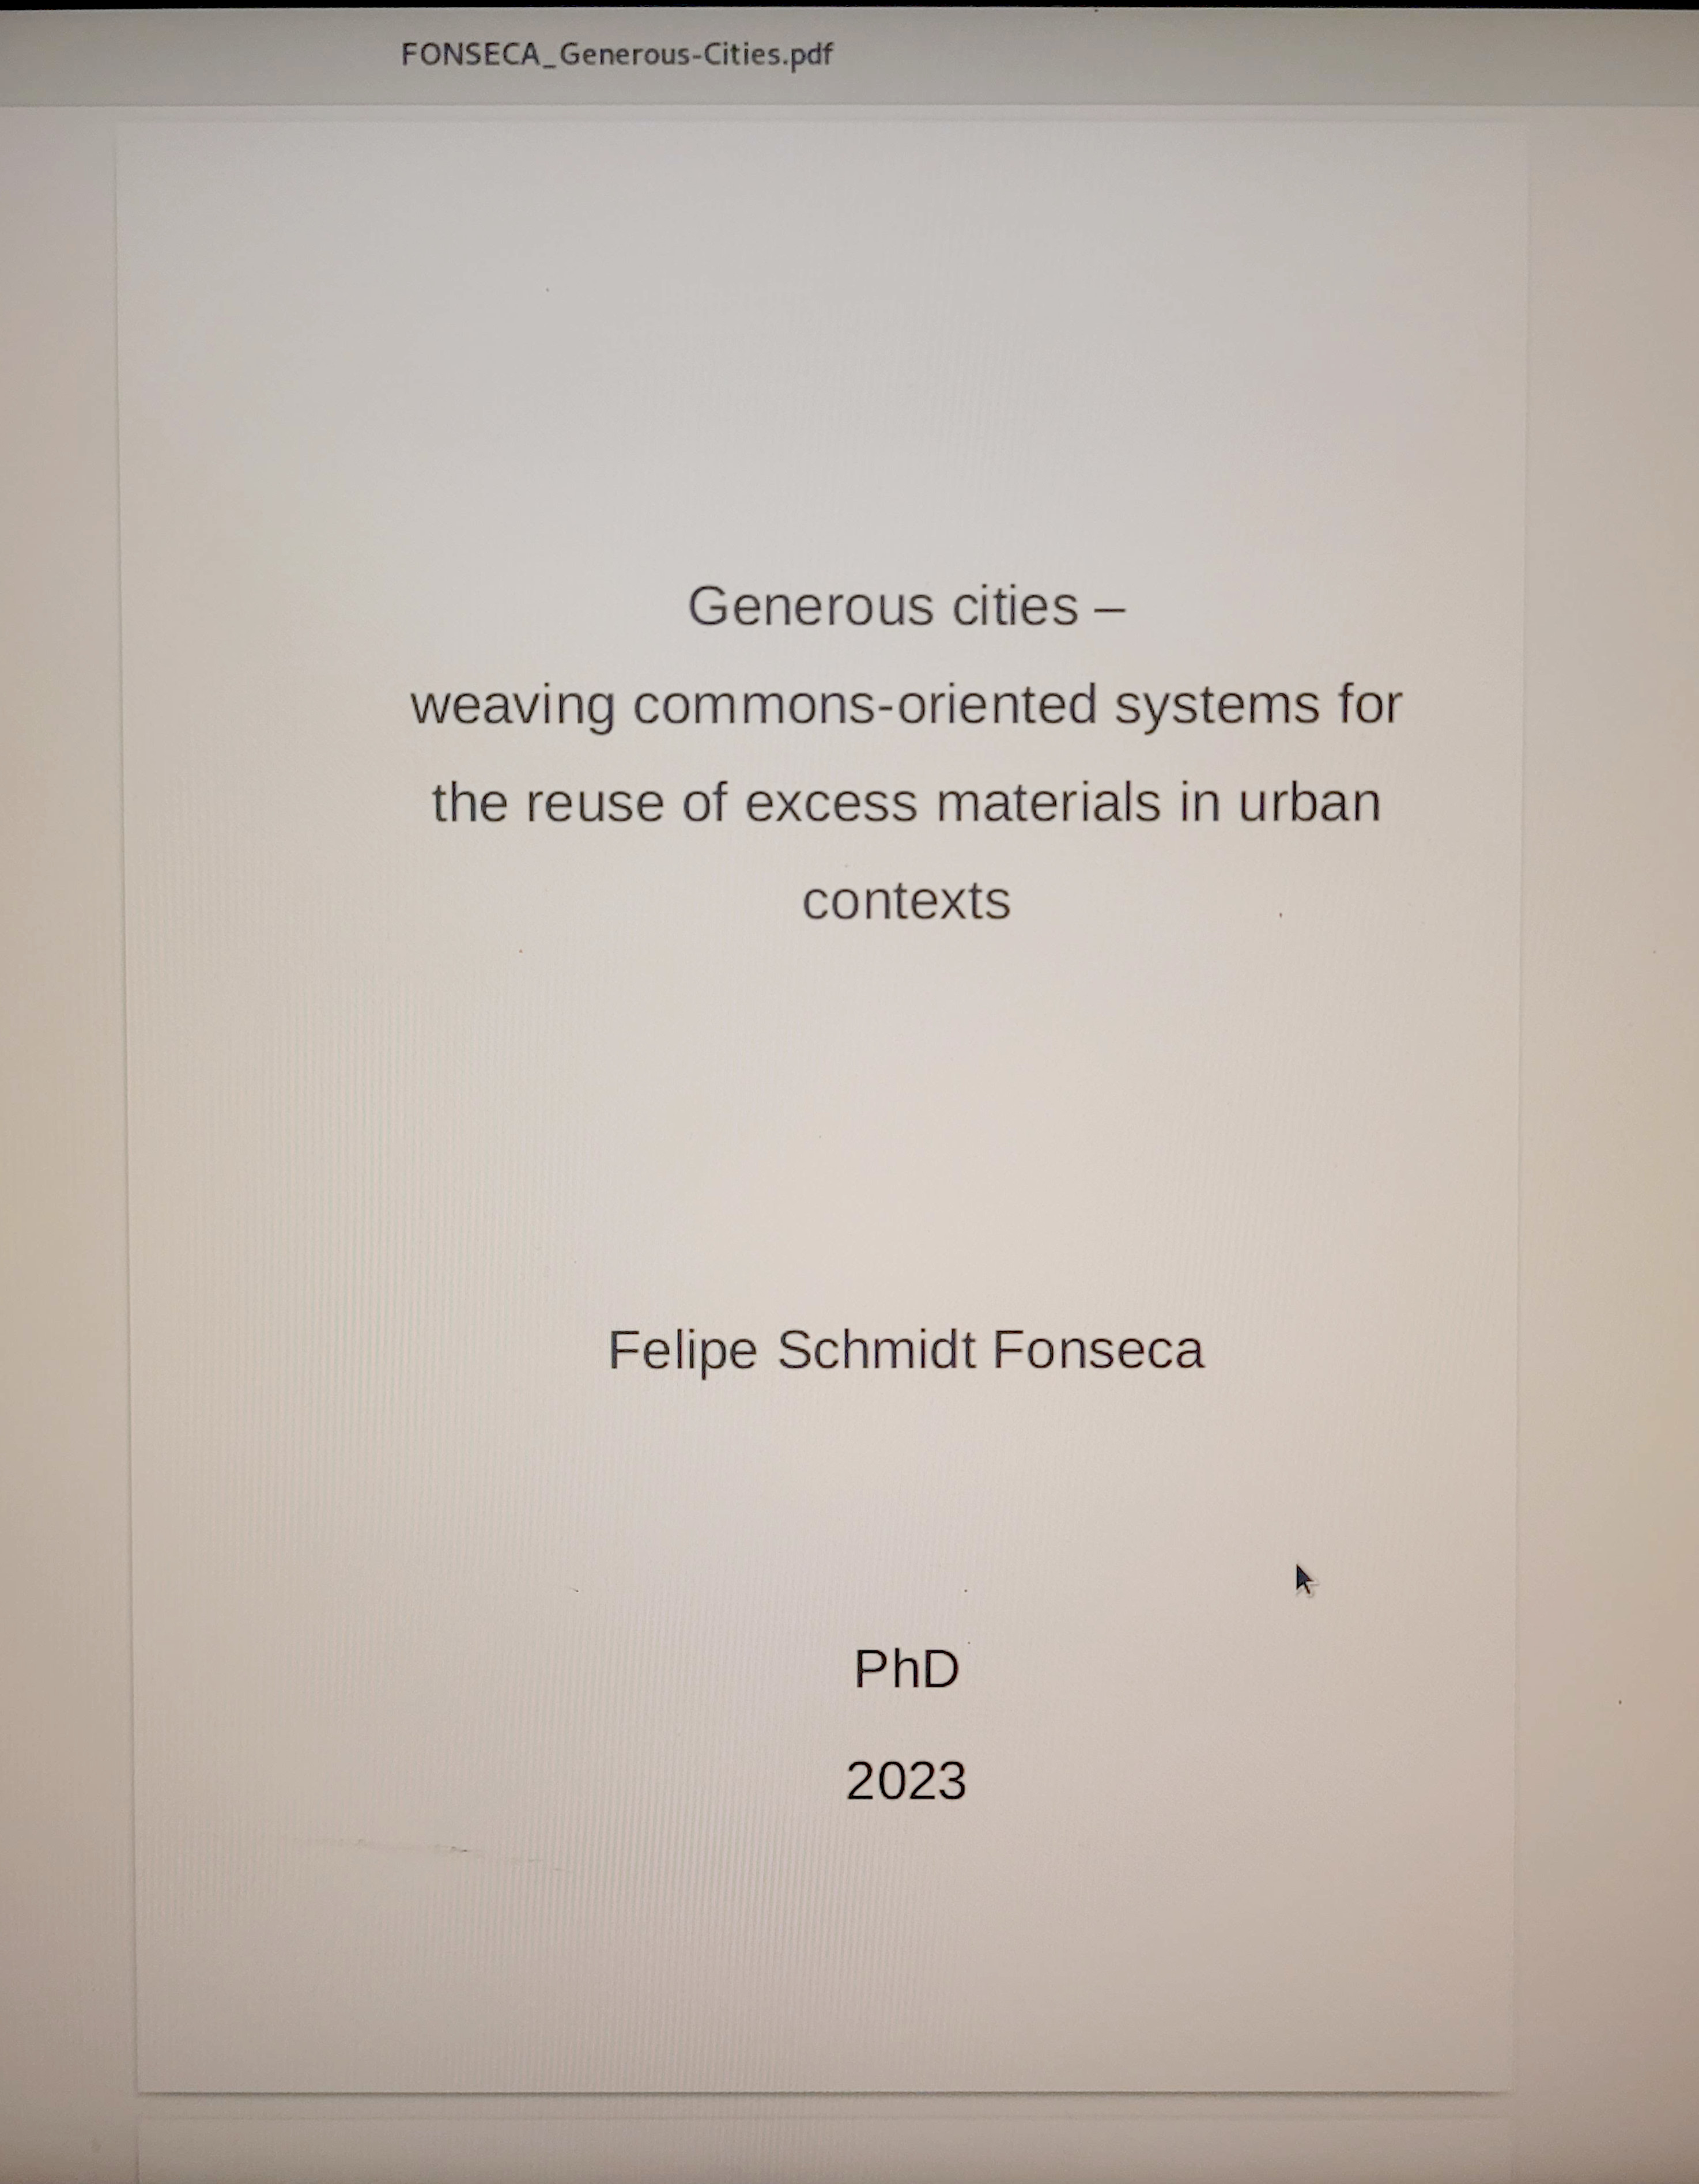 FONSECA_Generous-Cities.pdf
Generous cities –
weaving commons-oriented systems for
the reuse of excess materials in urban
contexts
Felipe Schmidt Fonseca
PhD
2023